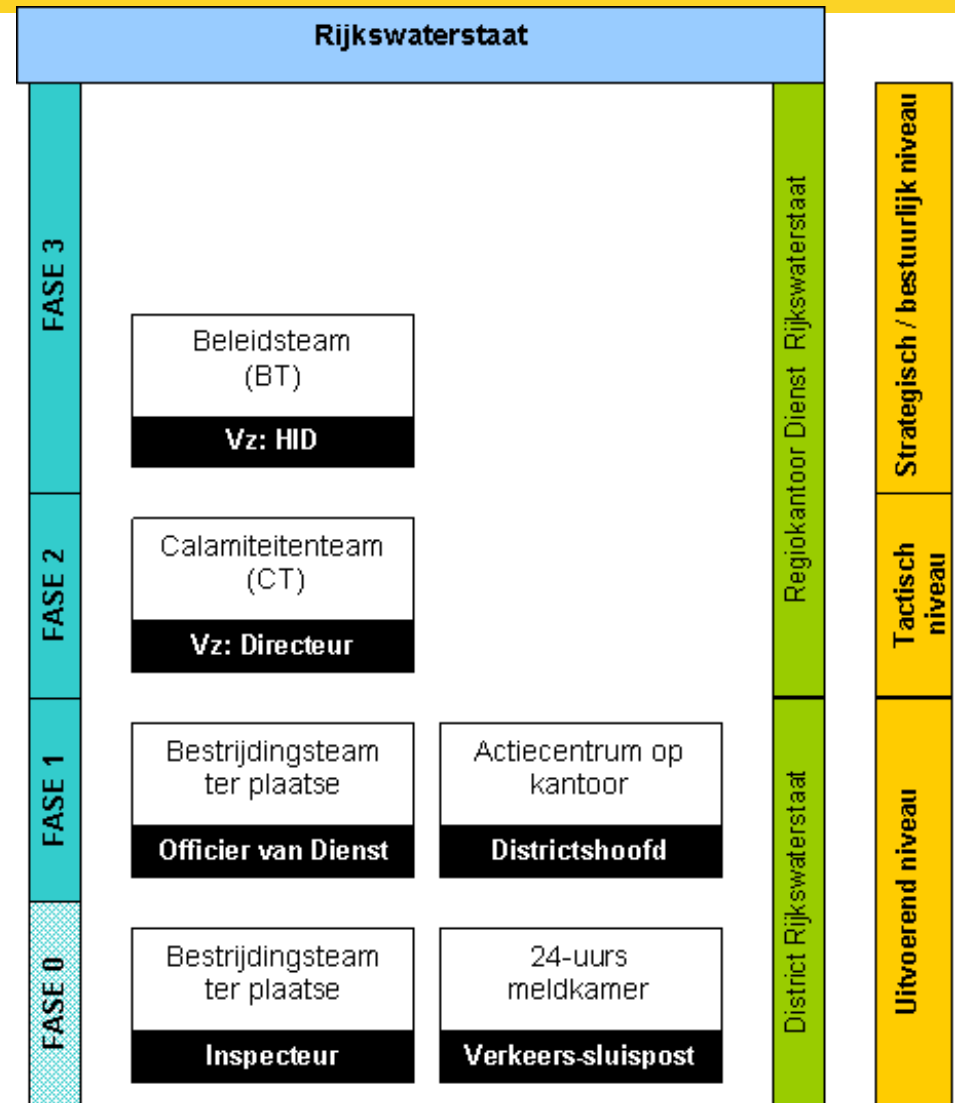 Rijkswaterstaat
FASE 3
Beleidsteam
(BT)
Vz: HID
Regiokantoor Dienst Rijkswaterstaat
Strategisch / bestuurlijk niveau
FASE 2
Calamiteitenteam
(CT)
Vz: Directeur
Tactisch
niveau
FASE 1
Bestrijdingsteam
ter plaatse
Officier van Dienst
Actiecentrum op
kantoor
Districtshoofd
District Rijkswaterstaat
Uitvoerend niveau
FASE 0
Bestrijdingsteam
ter plaatse
Inspecteur
24-uurs
meldkamer
Verkeers-sluispost